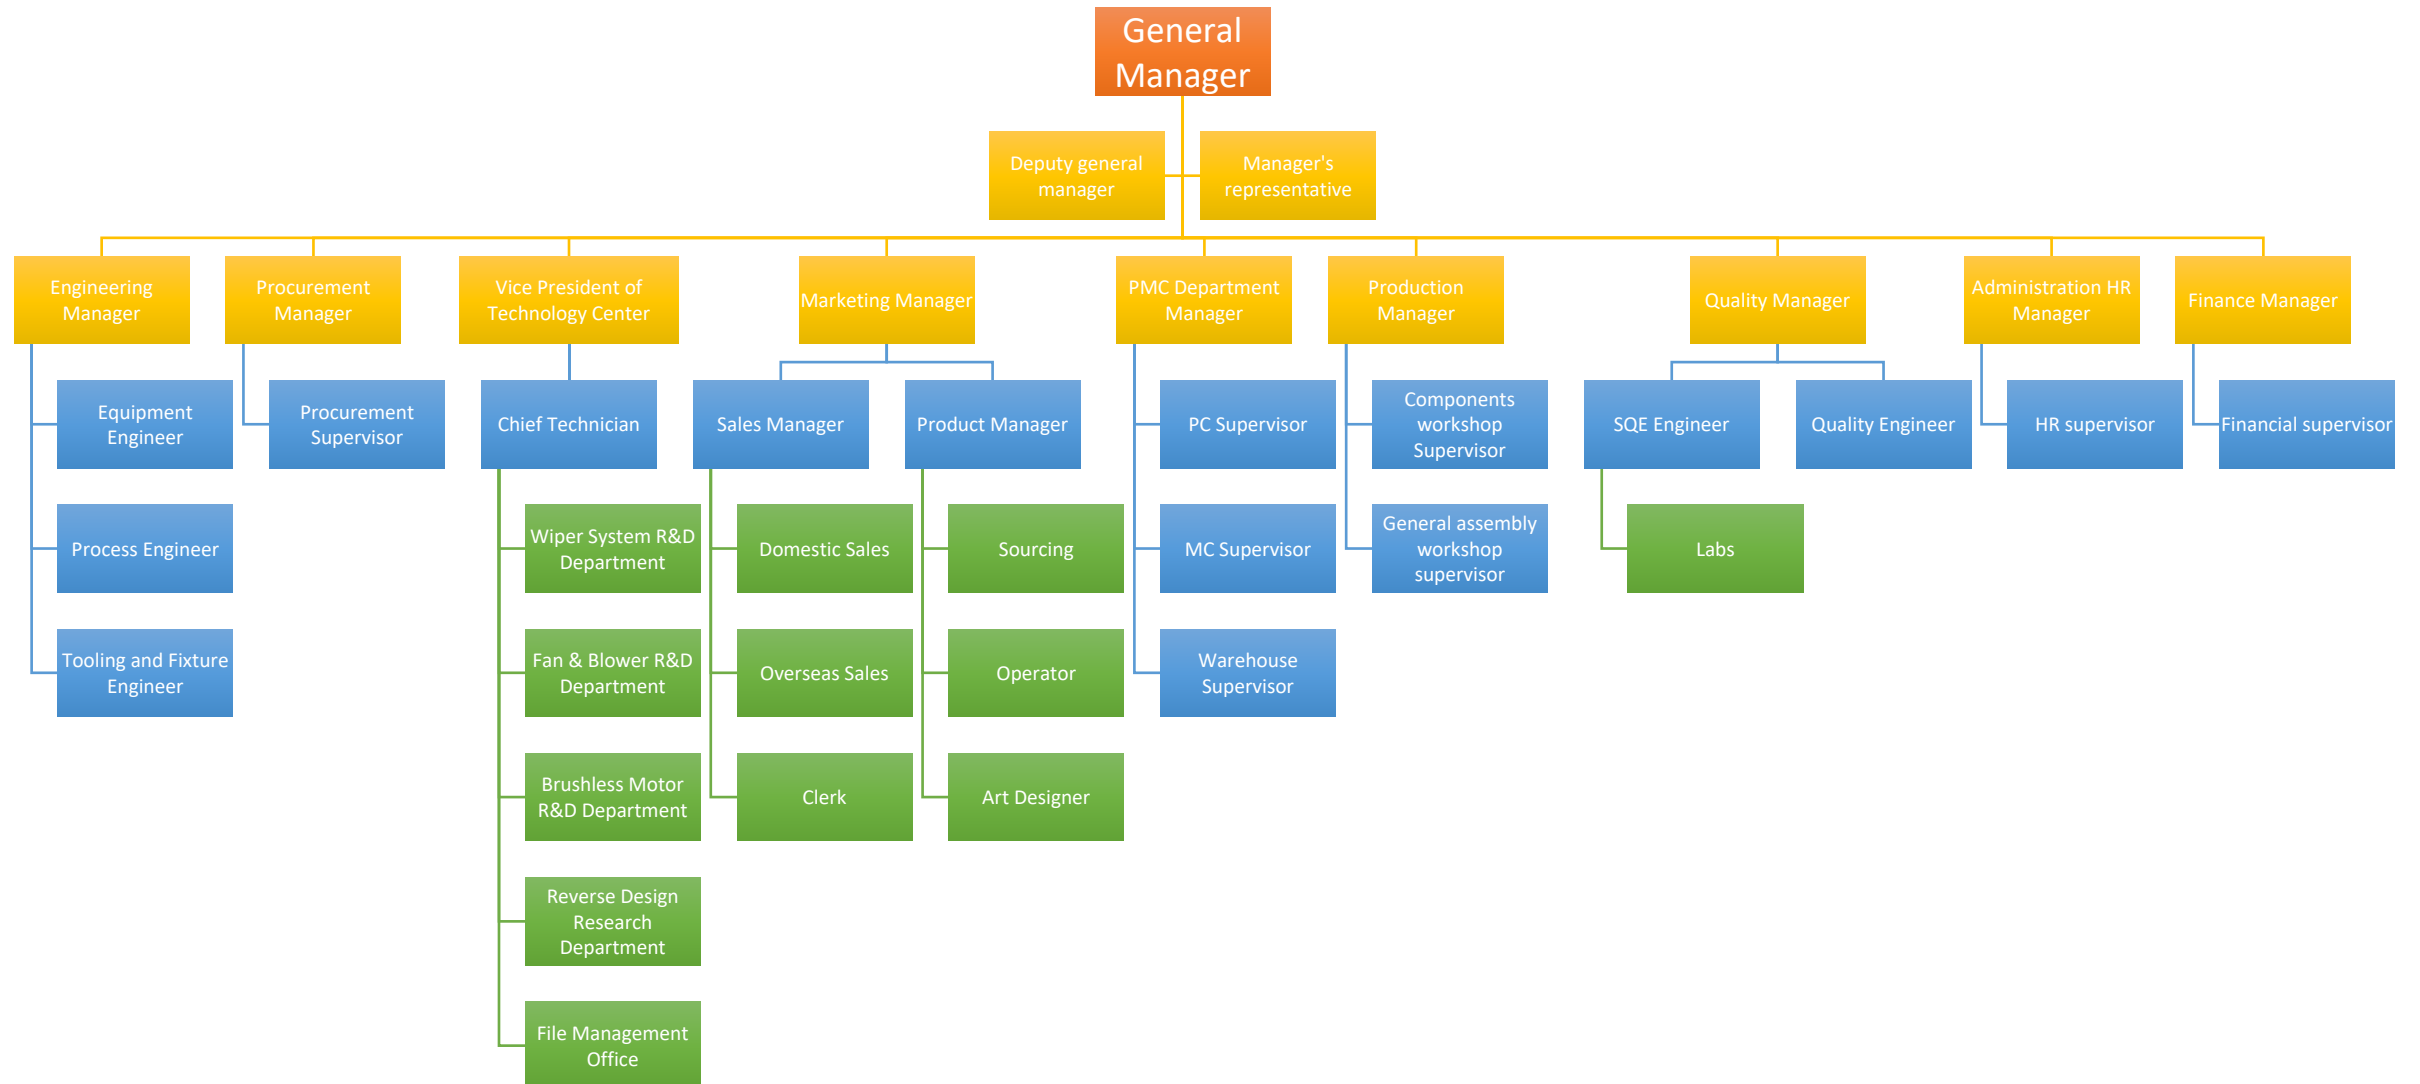 General
Manager
Deputy general
manager
Manager's
representative
Engineering
Manager
Procurement
Manager
Vice President of
Technology Center
Marketing Manager
PMC Department
Manager
Production
Manager
Quality Manager
Administration HR
Manager
Finance Manager
Equipment
Engineer
Procurement
Supervisor
Chief Technician
Sales Manager
Product Manager
PC Supervisor
Components
workshop
Supervisor
SQE Engineer
Quality Engineer
HR supervisor
Financial supervisor
Process Engineer
Wiper System R&D
Department
Domestic Sales
Sourcing
MC Supervisor
General assembly
workshop
supervisor
Labs
Tooling and Fixture
Engineer
Fan & Blower R&D
Department
Overseas Sales
Operator
Warehouse
Supervisor
Brushless Motor
R&D Department
Clerk
Art Designer
Reverse Design
Research
Department
File Management
Office